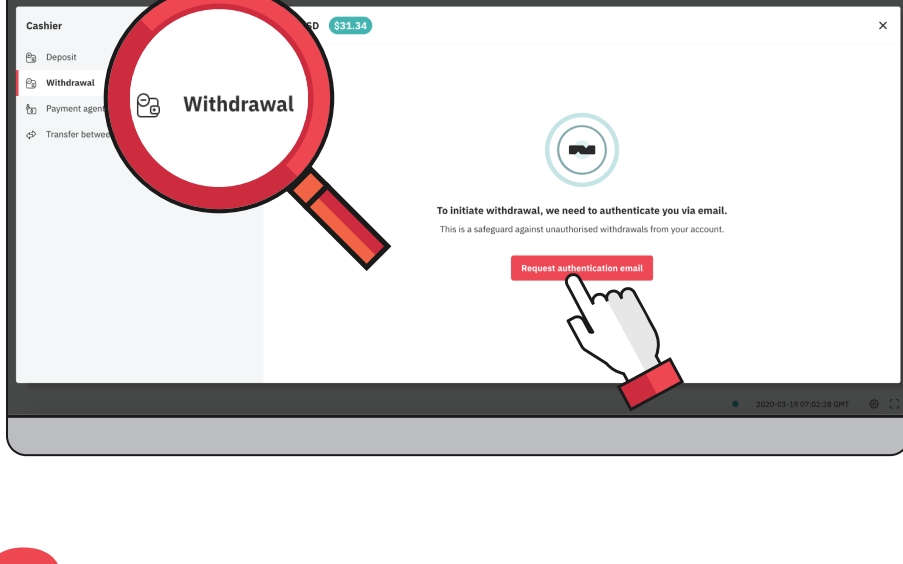 Cashier
$31.34
Deposit
Withdrawal
Withdrawal
Payment agent
Transfer
To initiate withdrawal, we need to authenticate you via email.
This is a safeguard against unauthorised withdrawals from your account.
Request authentication email
2020-03-19 07:02:28 GMT